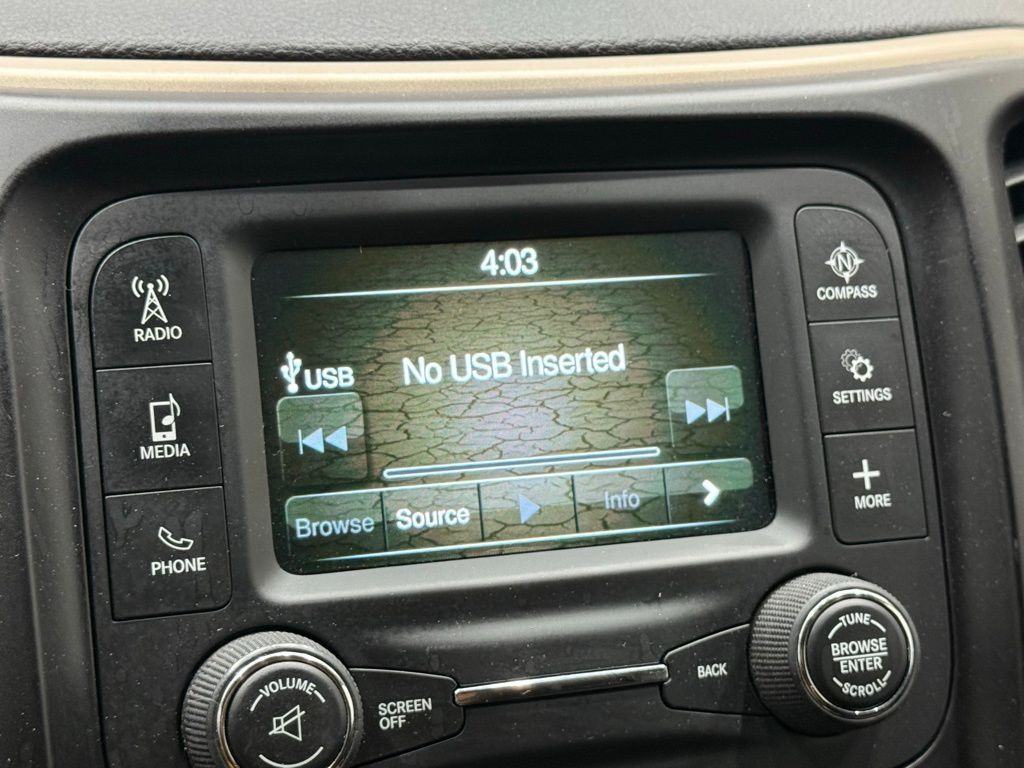 4:03
USB
No USB Inserted
Browse
Source
Info
RADIO
MEDIA
PHONE
N
COMPASS
SETTINGS
MORE
VOLUME
SCREEN
OFF
BACK
TUNE
BROWSE
ENTER
SCROLL